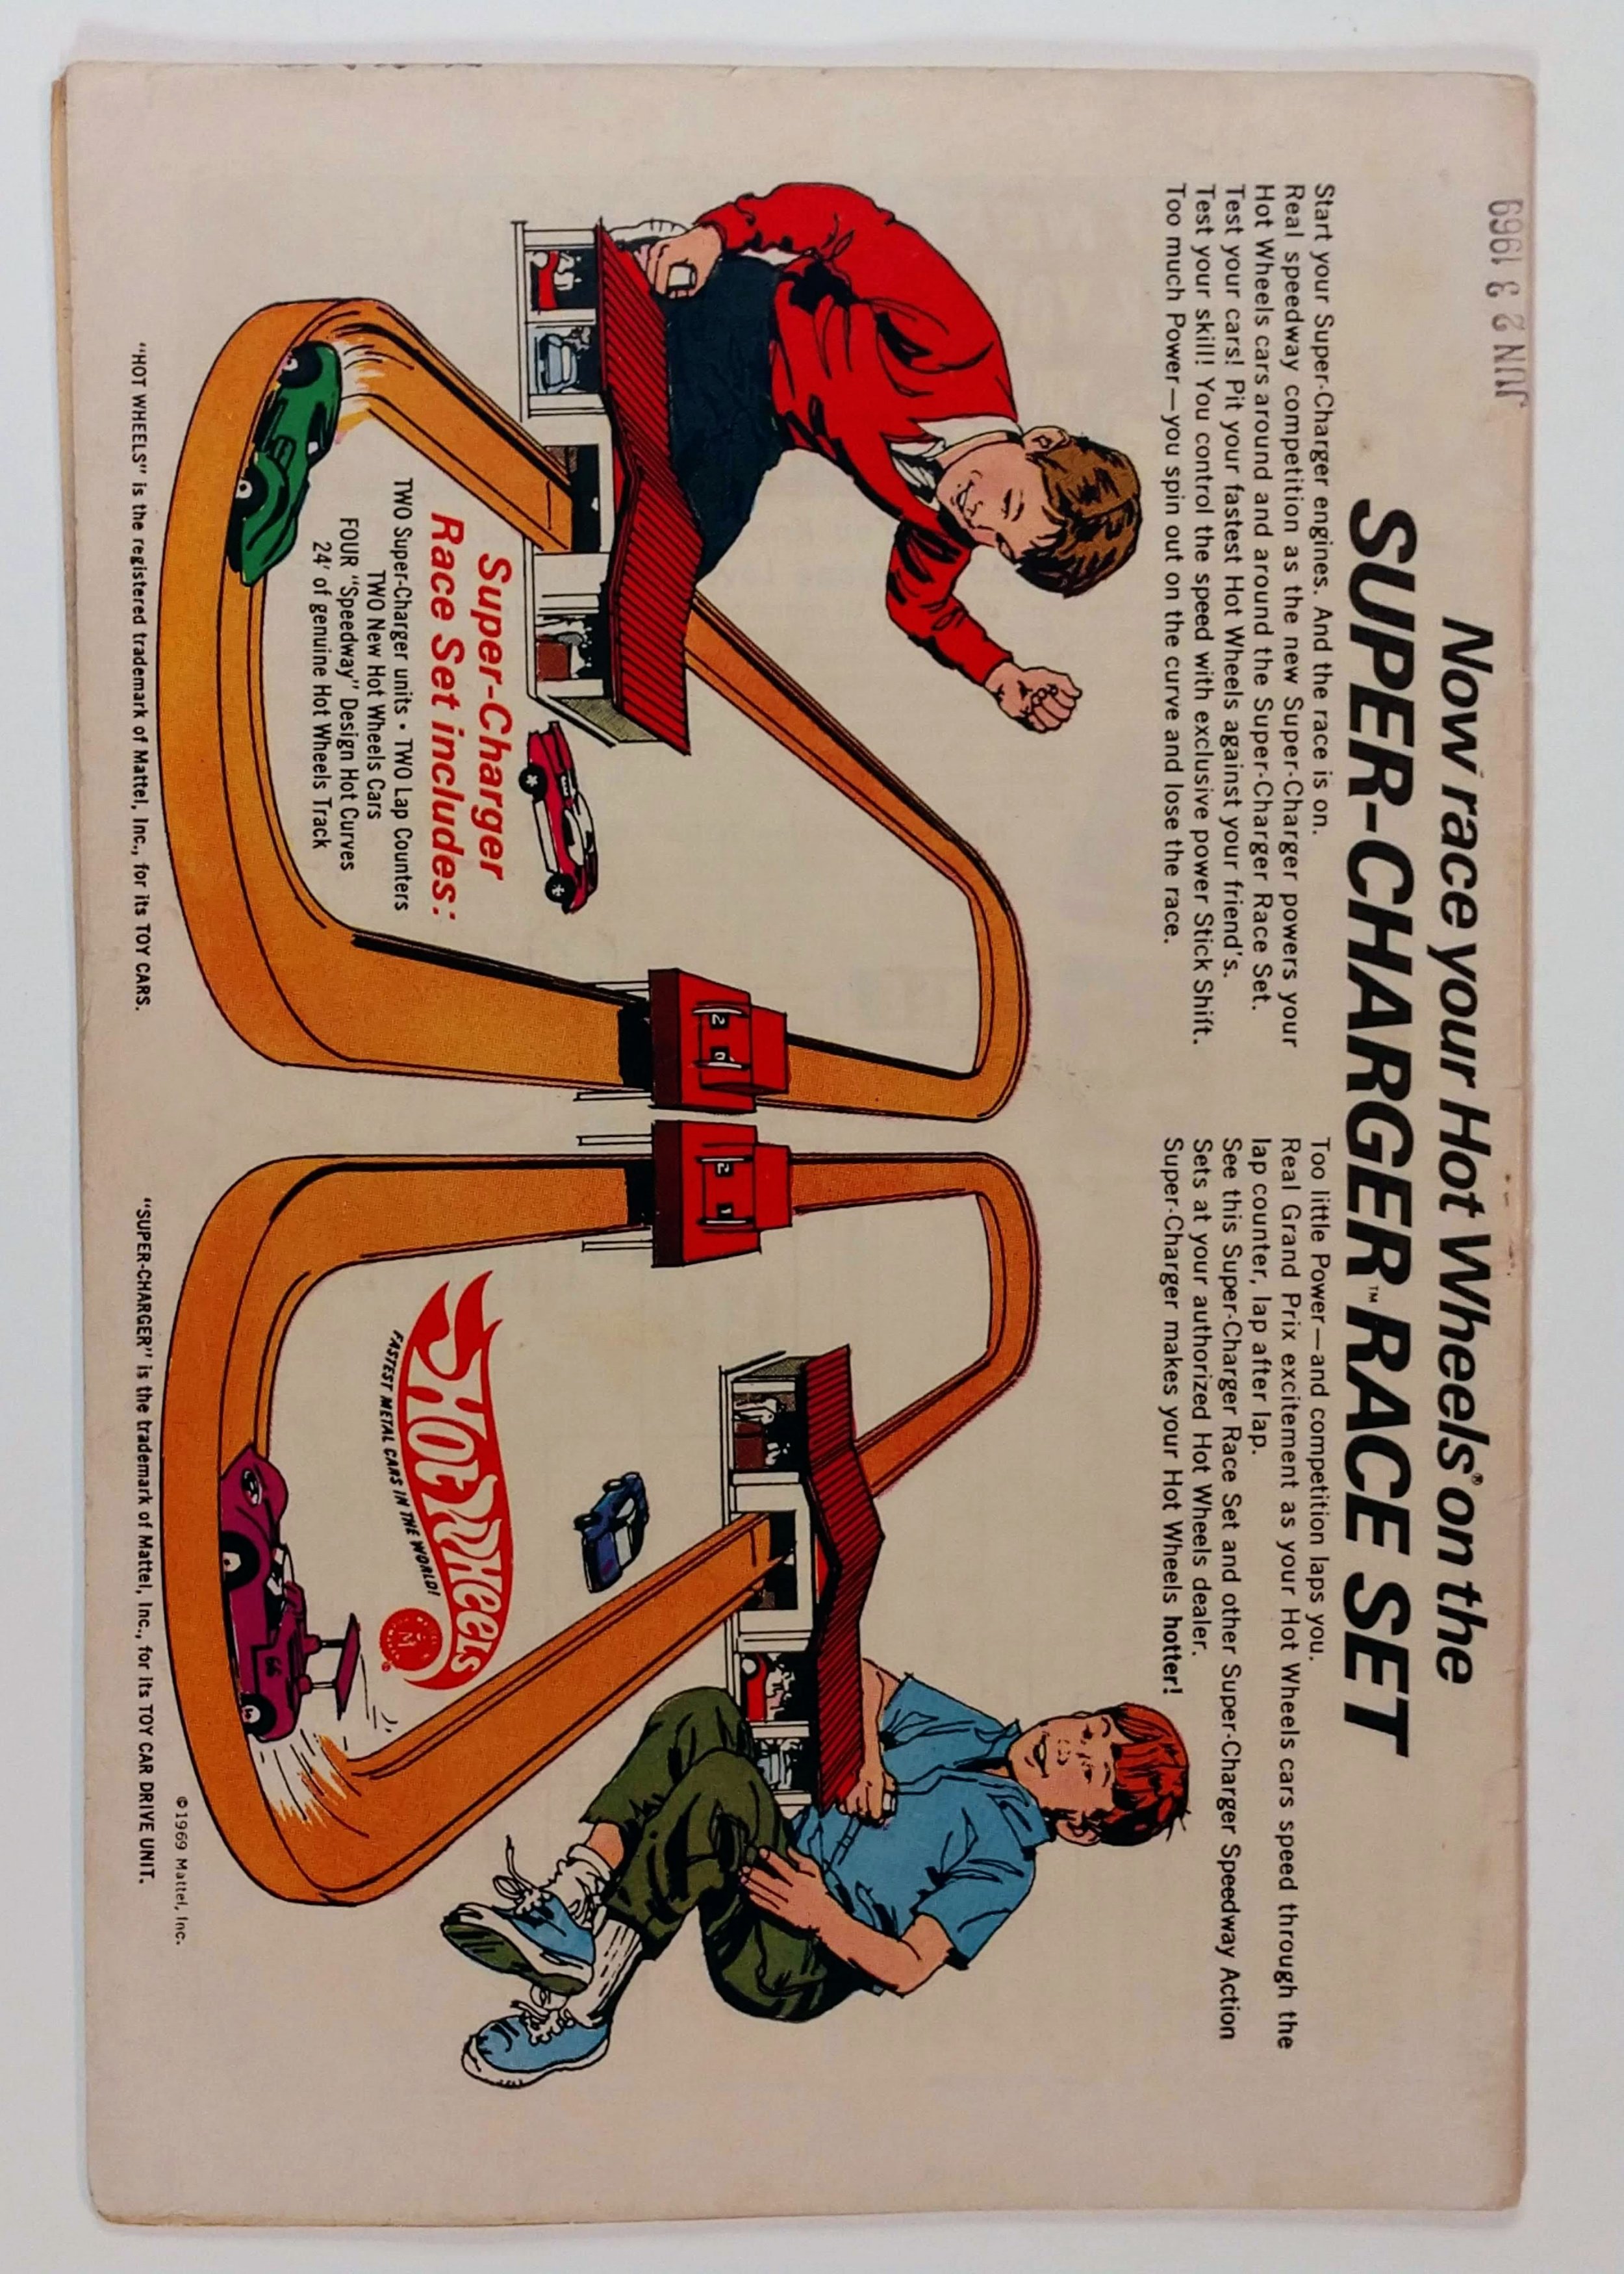 JUN 23 1969
Now race your Hot Wheels® on the
SUPER-CHARGER™ RACE SET
Start your Super-Charger engines. And the race is on.
Real speedway competition as the new Super-Charger powers your
Hot Wheels cars around and around the Super-Charger Race Set.
Test your cars! Pit your fastest Hot Wheels against your friend's.
Test your skill! You control the speed with exclusive power Stick Shift.
Too much Power—you spin out on the curve and lose the race.
Too little Power—and competition laps you.
Real Grand Prix excitement as your Hot Wheels cars speed through the
lap counter, lap after lap.
See this Super-Charger Race Set and other Super-Charger Speedway Action
Sets at your authorized Hot Wheels dealer.
Super-Charger makes your Hot Wheels hotter!
2 0
2 1
Super-Charger
Race Set includes:
TWO Super-Charger units • TWO Lap Counters
TWO New Hot Wheels Cars
FOUR "Speedway" Design Hot Curves
24' of genuine Hot Wheels Track
HOT WHEELS
FASTEST METAL CARS IN THE WORLD!
M
®
© 1969 Mattel, Inc.
"HOT WHEELS" is the registered trademark of Mattel, Inc., for its TOY CARS.
"SUPER-CHARGER" is the trademark of Mattel, Inc., for its TOY CAR DRIVE UNIT.